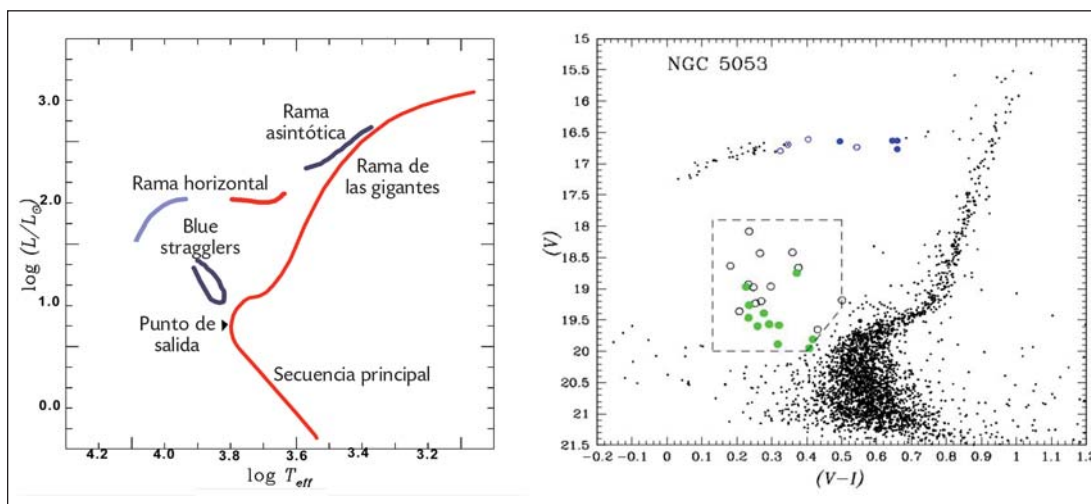 3.0
2.0
1.0
0.0
log (L/L⊙)
4.2 4.0 3.8 3.6 3.4 3.2
log Teff
Rama
asintótica
Rama de
las gigantes
Rama horizontal
Blue
stragglers
Punto de
salida
Secuencia principal
NGC 5053
15
15.5
16
16.5
17
17.5
18
18.5
19
19.5
20
20.5
21
21.5
(V)
-0.2 -0.1 0 0.1 0.2 0.3 0.4 0.5 0.6 0.7 0.8 0.9 1 1.1 1.2
(V−I)